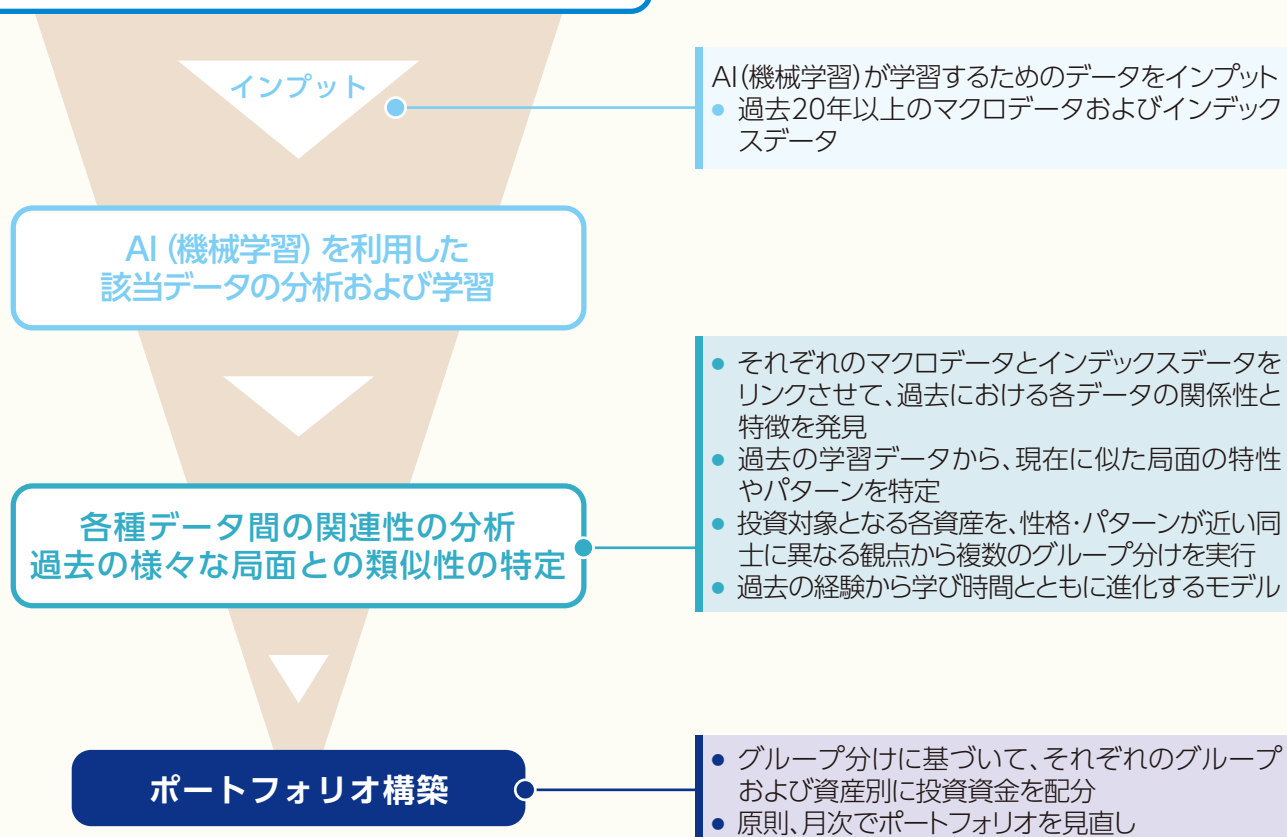 インプット
AI(機械学習)が学習するためのデータをインプット
● 過去20年以上のマクロデータおよびインデック
スデータ
AI（機械学習）を利用した
該当データの分析および学習
各種データ間の関連性の分析
過去の様々な局面との類似性の特定
● それぞれのマクロデータとインデックスデータを
リンクさせて、過去における各データの関係性と
特徴を発見
● 過去の学習データから、現在に似た局面の特性
やパターンを特定
● 投資対象となる各資産を、性格・パターンが近い同
士に異なる観点から複数のグループ分けを実行
● 過去の経験から学び時間とともに進化するモデル
ポートフォリオ構築
● グループ分けに基づいて、それぞれのグループ
および資産別に投資資金を配分
● 原則、月次でポートフォリオを見直し